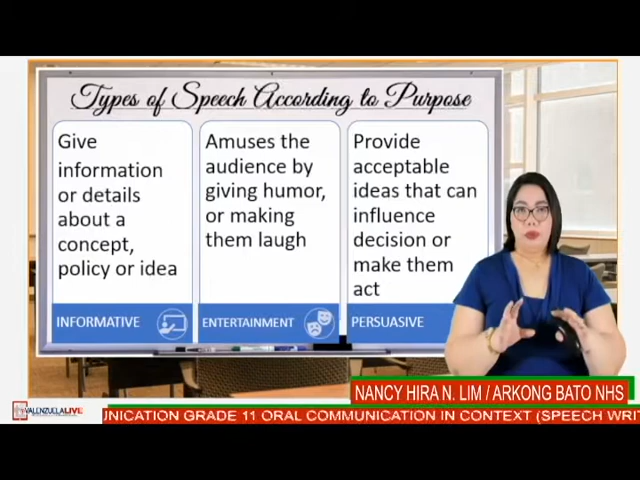 Types of Speech According to Purpose
Give
information
or details
about a
concept,
policy or idea
INFORMATIVE
Amuses the
audience by
giving humor,
or making
them laugh
ENTERTAINMENT
Provide
acceptable
ideas that can
influence
decision or
make them
act
PERSUASIVE
NANCY HIRA N. LIM / ARKONG BATO NHS
VALENZUELALIVE
UNICATION GRADE 11 ORAL COMMUNICATION IN CONTEXT (SPEECH WRIT